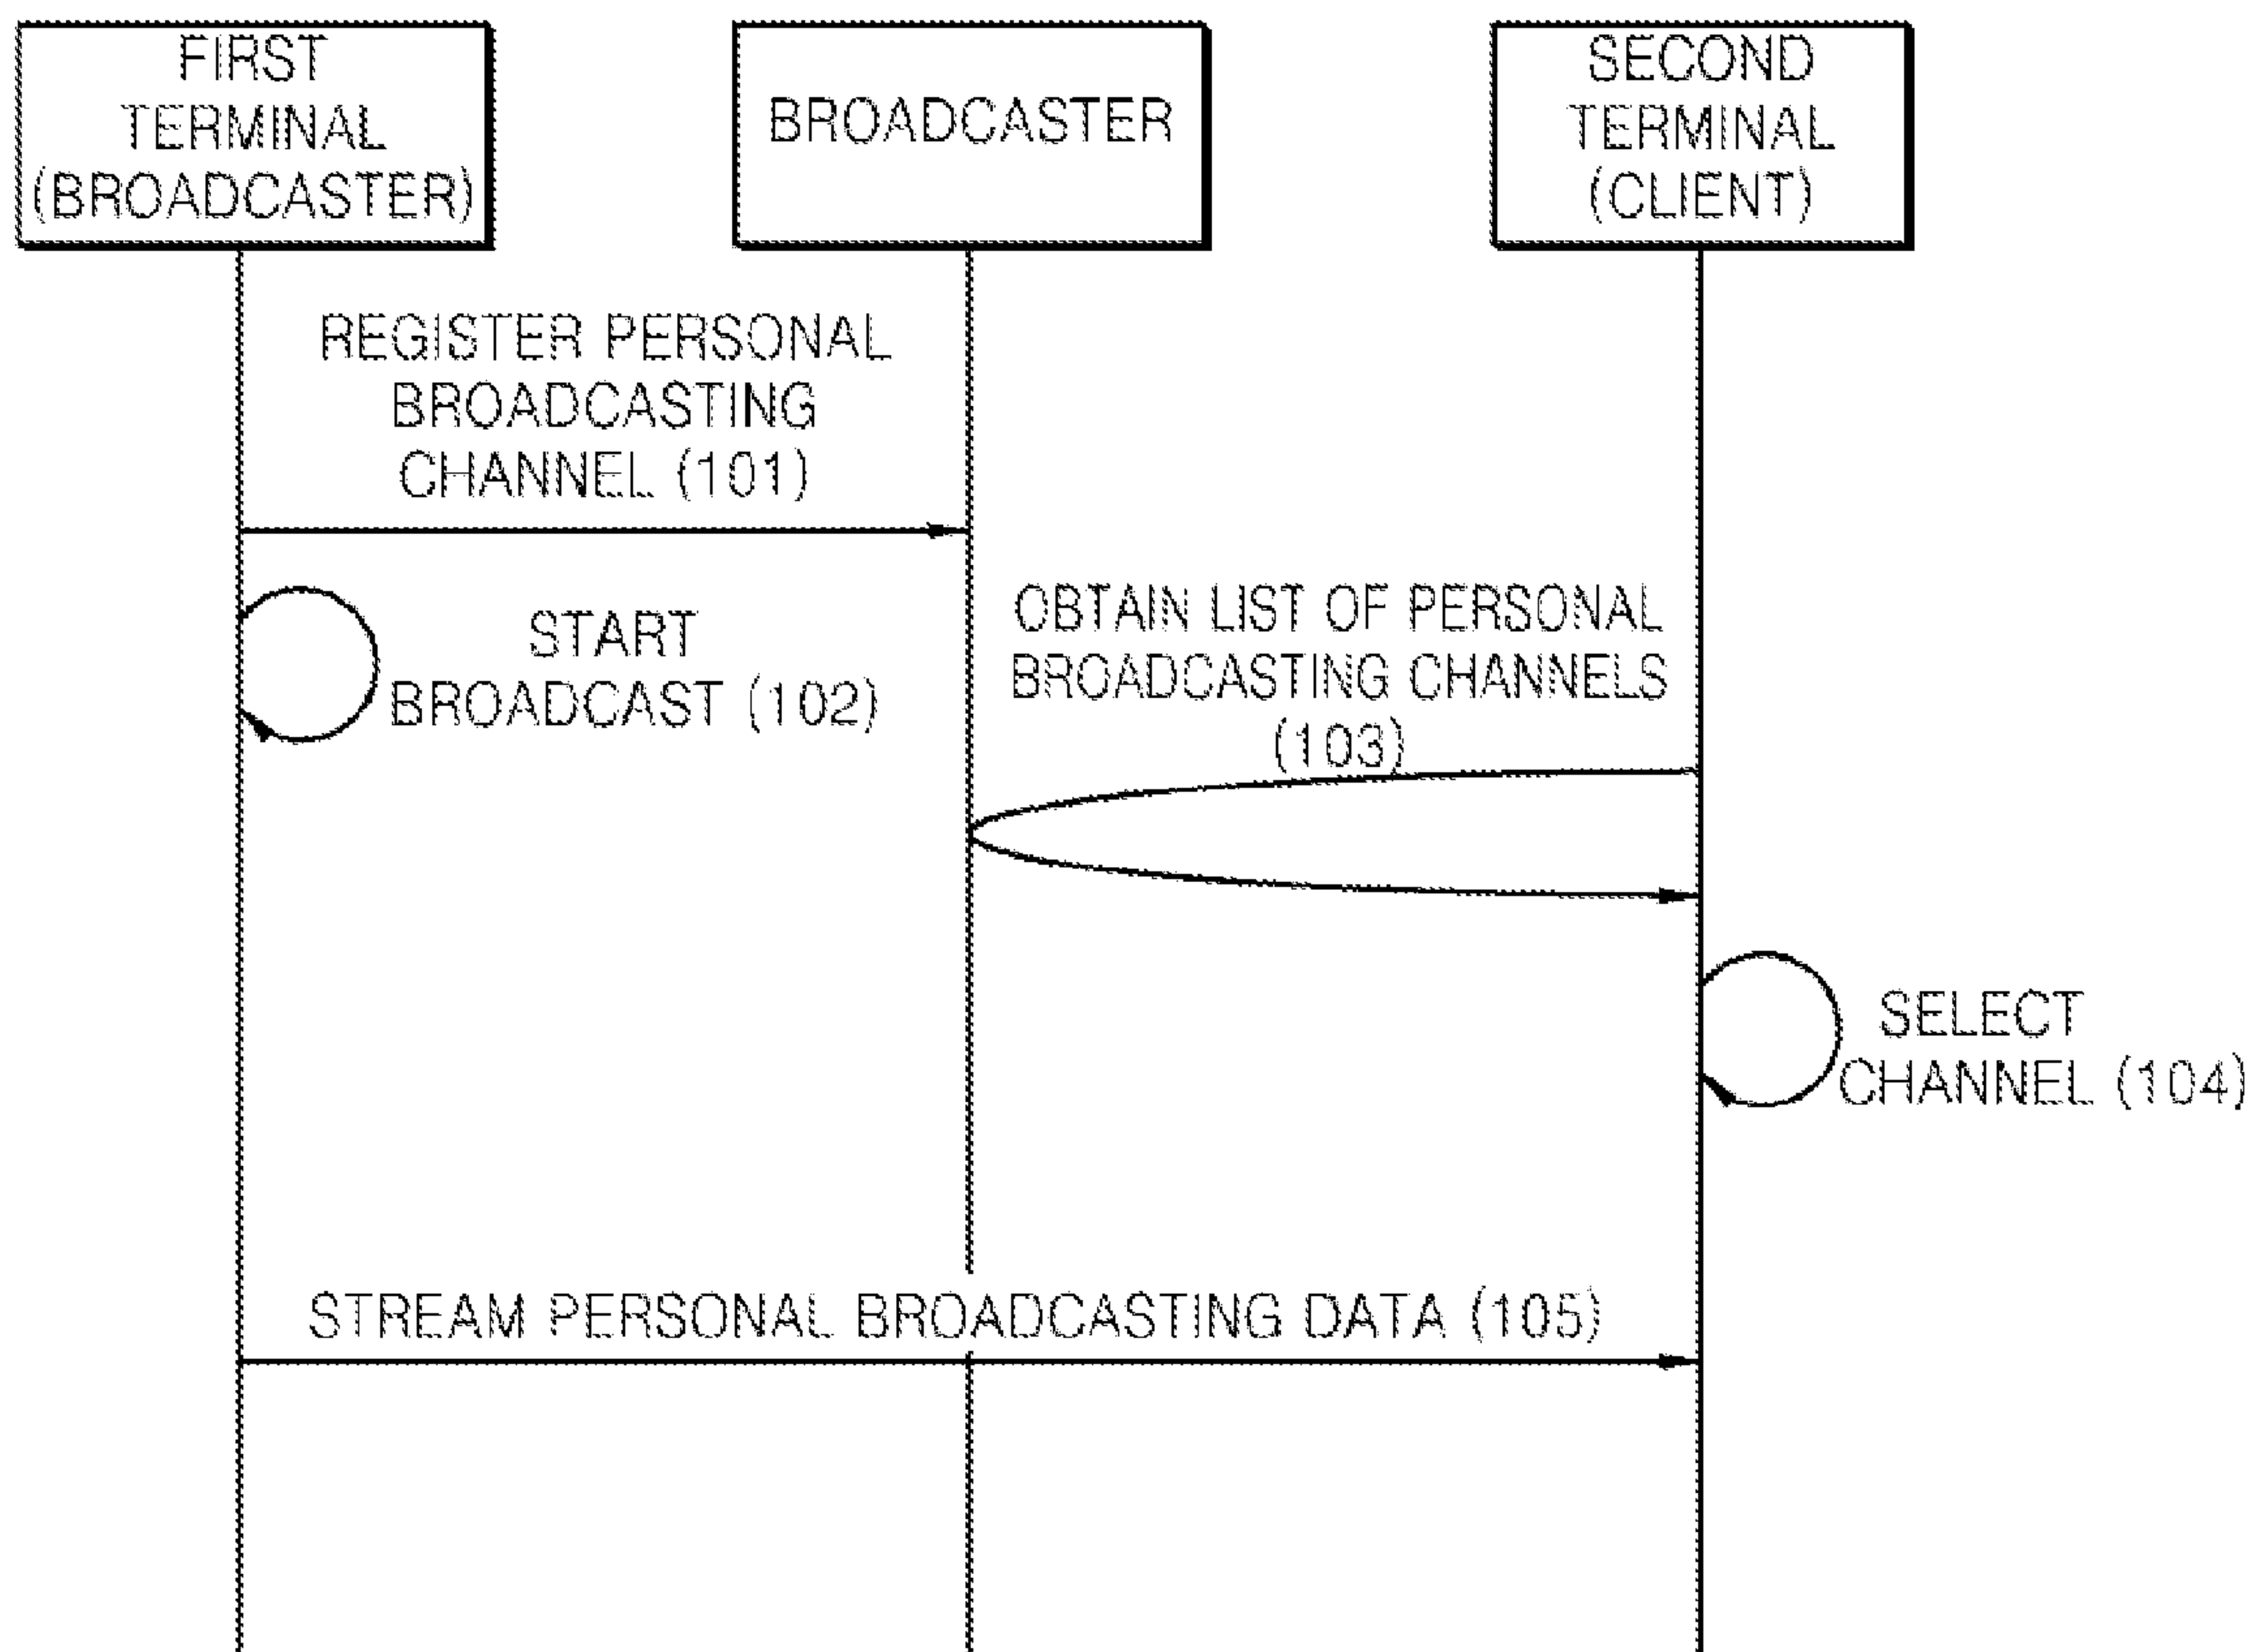 FIRST
TERMINAL
(BROADCASTER)
BROADCASTER
SECOND
TERMINAL
(CLIENT)
REGISTER PERSONAL
BROADCASTING
CHANNEL (101)
START
BROADCAST (102)
OBTAIN LIST OF PERSONAL
BROADCASTING CHANNELS
(103)
SELECT
CHANNEL (104)
STREAM PERSONAL BROADCASTING DATA (105)